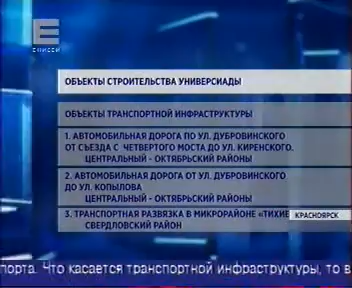 Е
ЕНИСЕЙ
ОБЪЕКТЫ СТРОИТЕЛЬСТВА УНИВЕРСИАДЫ
ОБЪЕКТЫ ТРАНСПОРТНОЙ ИНФРАСТРУКТУРЫ
1. АВТОМОБИЛЬНАЯ ДОРОГА ПО УЛ. ДУБРОВИНСКОГО
ОТ СЪЕЗДА С ЧЕТВЕРТОГО МОСТА ДО УЛ. КИРЕНСКОГО.
ЦЕНТРАЛЬНЫЙ - ОКТЯБРЬСКИЙ РАЙОНЫ
2. АВТОМОБИЛЬНАЯ ДОРОГА ОТ УЛ. ДУБРОВИНСКОГО
ДО УЛ. КОПЫЛОВА
ЦЕНТРАЛЬНЫЙ - ОКТЯБРЬСКИЙ РАЙОНЫ
3. ТРАНСПОРТНАЯ РАЗВЯЗКА В МИКРОРАЙОНЕ «ТИХИЕ
КРАСНОЯРСК
СВЕРДЛОВСКИЙ РАЙОН
порта. Что касается транспортной инфраструктуры, то в